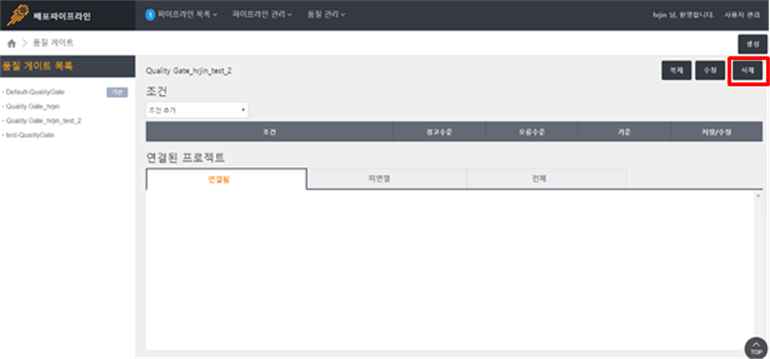 배포파이프라인
1 파이프라인 목록 파이프라인 관리 품질 관리
hrjin 님, 환영합니다. 사용자 관리
품질 게이트
생성
품질 게이트 목록
Default-QualityGate 기본
Quality Gate_hrjin
Quality Gate_hrjin_test_2
test-QualityGate
Quality Gate_hrjin_test_2
복제 수정 삭제
조건
조건 추가
조건 경고수준 오류수준 기준 저장/수정
연결된 프로젝트
연결됨 미연결 전체
TOP